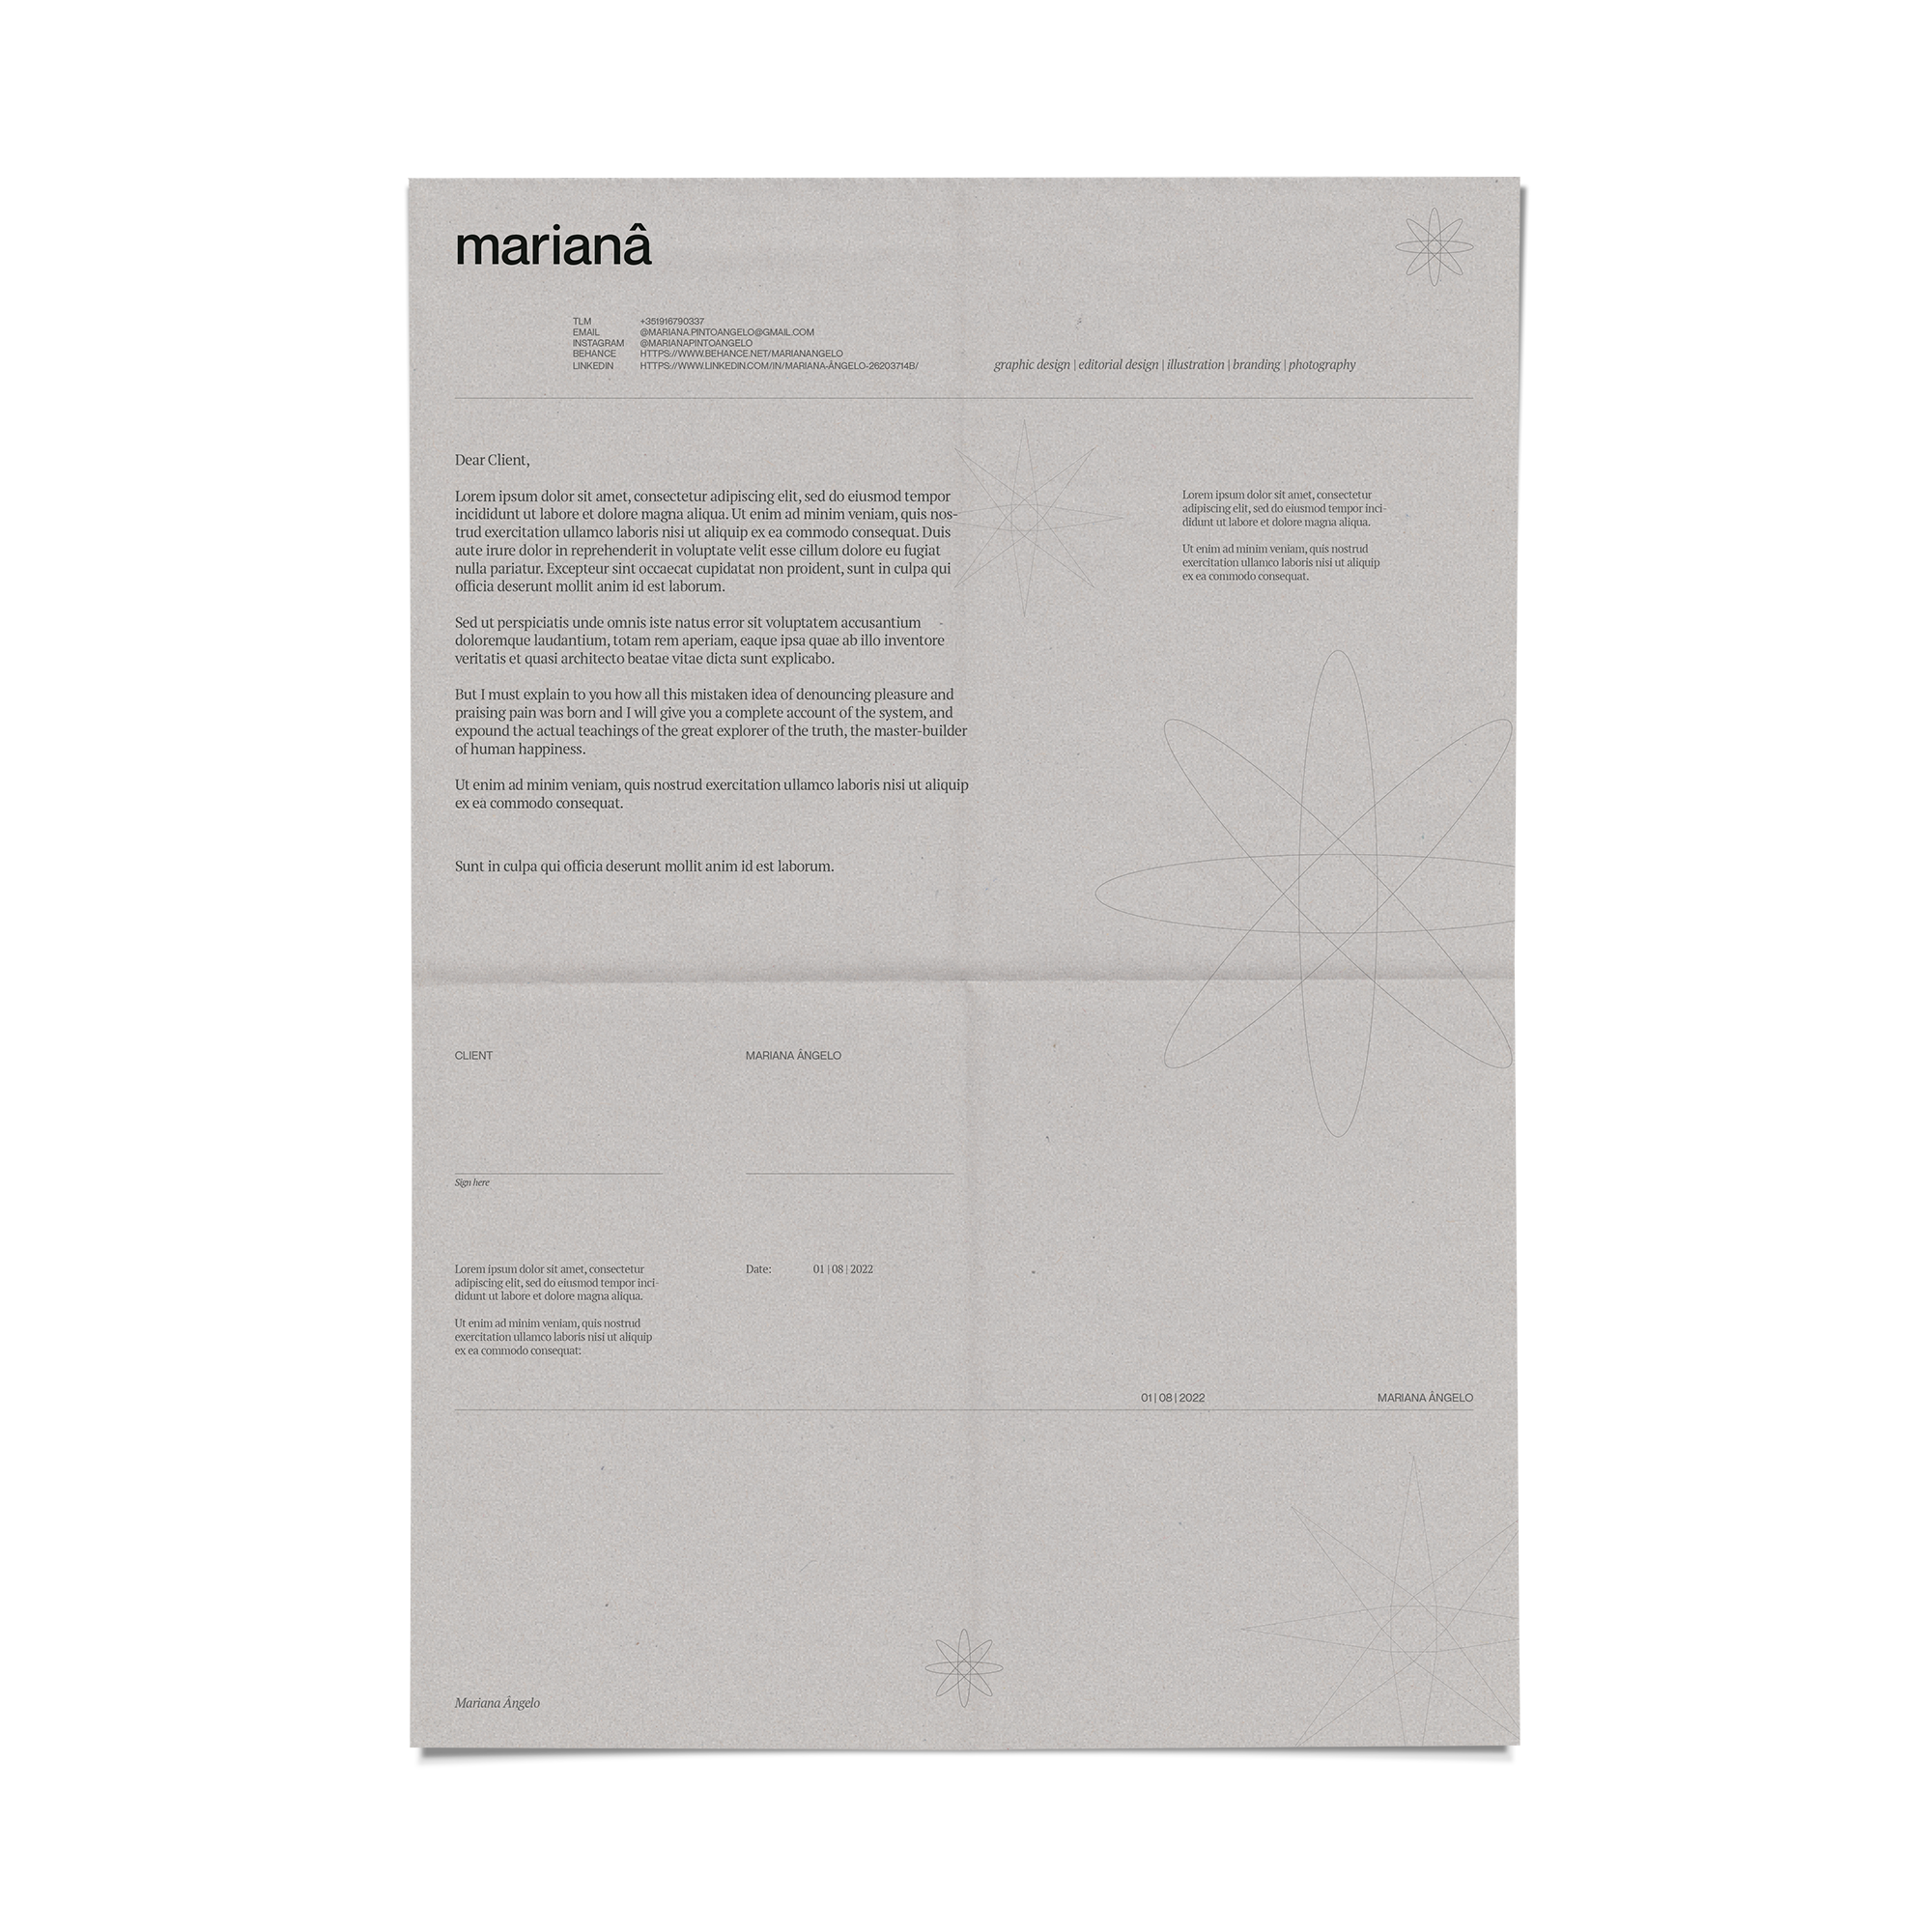 marianâ
TLM +351916790337
EMAIL @MARIANA.PINTOANGELO@GMAIL.COM
INSTAGRAM @MARIANAPINTOANGELO
BEHANCE HTTPS://WWW.BEHANCE.NET/MARIANANGELO
LINKEDIN HTTPS://WWW.LINKEDIN.COM/IN/MARIANA-ÂNGELO-26203714B/
graphic design | editorial design | illustration | branding | photography
Dear Client,
Lorem ipsum dolor sit amet, consectetur adipiscing elit, sed do eiusmod tempor
incididunt ut labore et dolore magna aliqua. Ut enim ad minim veniam, quis nos-
trud exercitation ullamco laboris nisi ut aliquip ex ea commodo consequat. Duis
aute irure dolor in reprehenderit in voluptate velit esse cillum dolore eu fugiat
nulla pariatur. Excepteur sint occaecat cupidatat non proident, sunt in culpa qui
officia deserunt mollit anim id est laborum.
Sed ut perspiciatis unde omnis iste natus error sit voluptatem accusantium -
doloremque laudantium, totam rem aperiam, eaque ipsa quae ab illo inventore
veritatis et quasi architecto beatae vitae dicta sunt explicabo.
But I must explain to you how all this mistaken idea of denouncing pleasure and
praising pain was born and I will give you a complete account of the system, and
expound the actual teachings of the great explorer of the truth, the master-builder
of human happiness.
Ut enim ad minim veniam, quis nostrud exercitation ullamco laboris nisi ut aliquip
ex ea commodo consequat.
Sunt in culpa qui officia deserunt mollit anim id est laborum.
Lorem ipsum dolor sit amet, consectetur
adipiscing elit, sed do eiusmod tempor inci-
didunt ut labore et dolore magna aliqua.
Ut enim ad minim veniam, quis nostrud
exercitation ullamco laboris nisi ut aliquip
ex ea commodo consequat.
CLIENT
MARIANA ÂNGELO
Sign here
Lorem ipsum dolor sit amet, consectetur
adipiscing elit, sed do eiusmod tempor inci-
didunt ut labore et dolore magna aliqua.
Ut enim ad minim veniam, quis nostrud
exercitation ullamco laboris nisi ut aliquip
ex ea commodo consequat:
Date: 01 | 08 | 2022
01 | 08 | 2022
MARIANA ÂNGELO
Mariana Ângelo